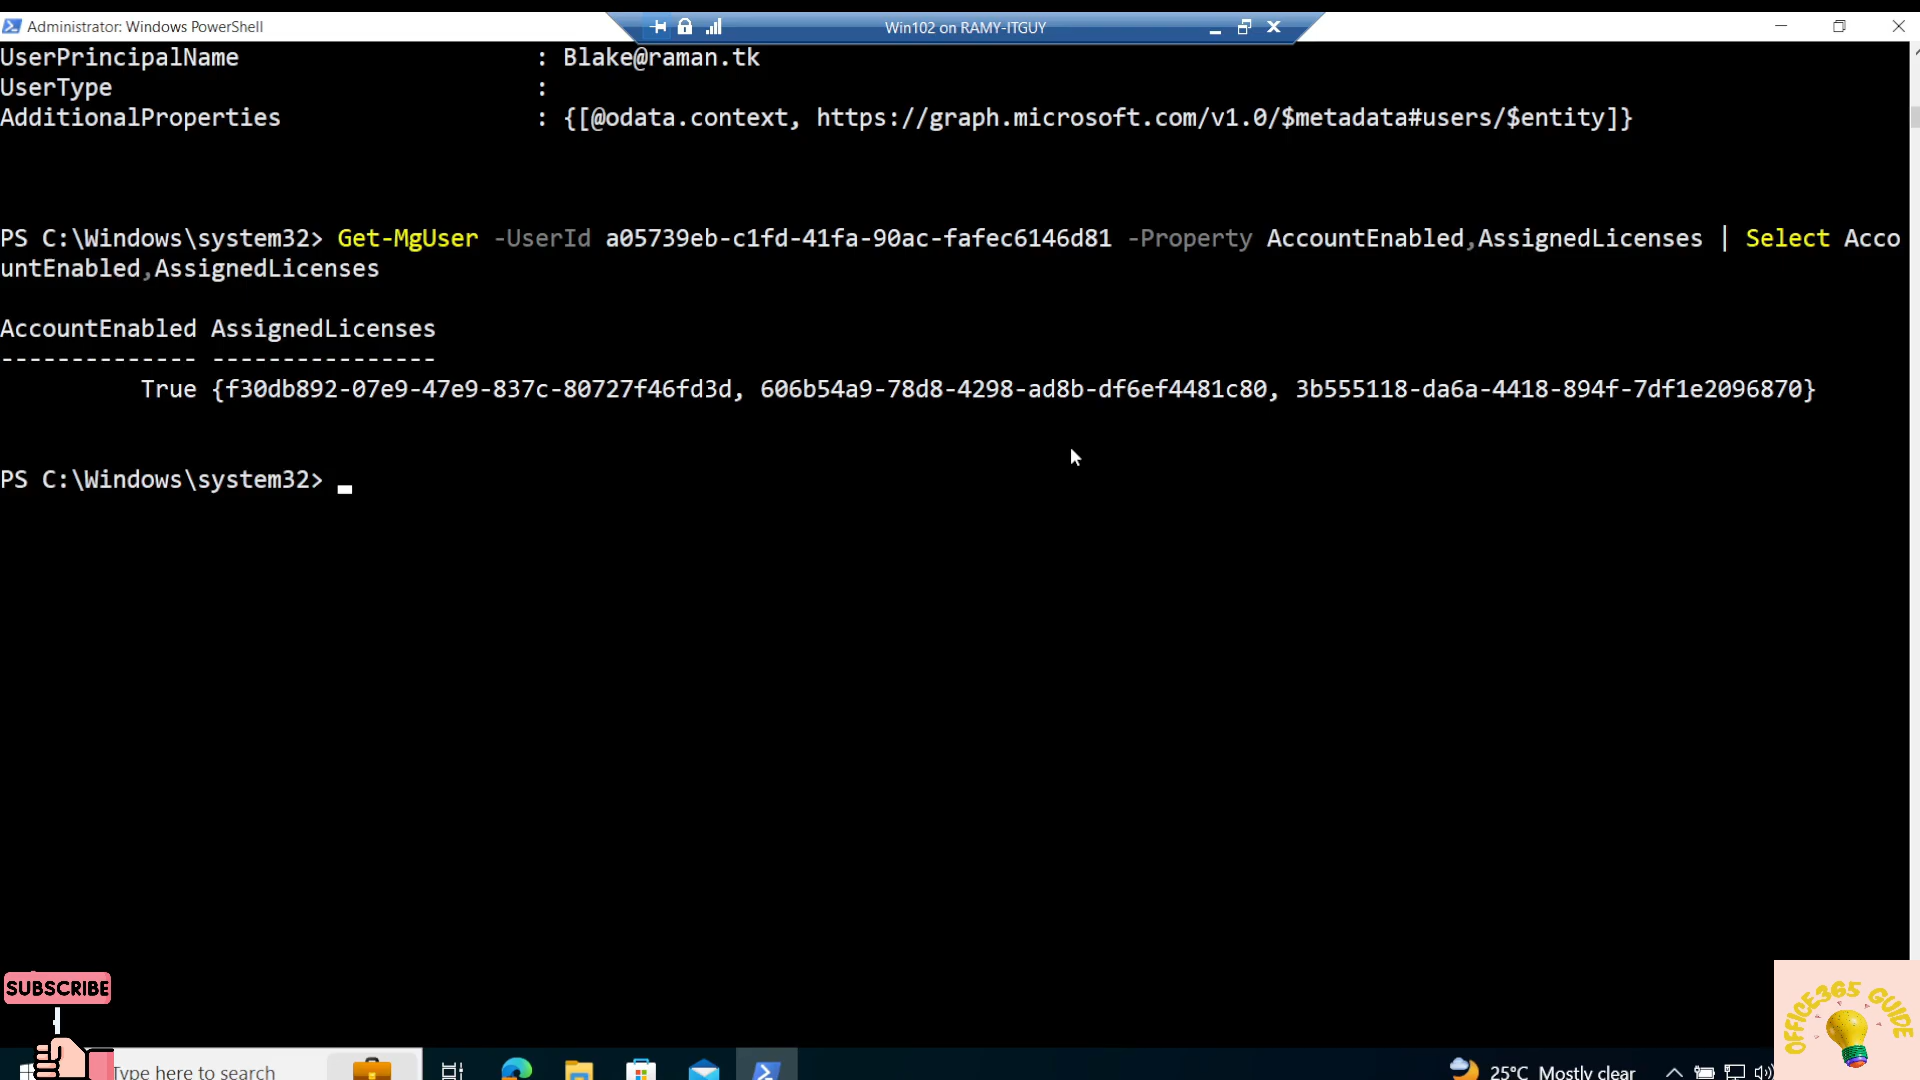 Administrator: Windows PowerShell
Win102 on RAMY-ITGUY
UserPrincipalName : Blake@raman.tk
UserType :
AdditionalProperties : {[@odata.context, https://graph.microsoft.com/v1.0/$metadata#users/$entity]}
PS C:\Windows\system32> Get-MgUser -UserId a05739eb-c1fd-41fa-90ac-fafec6146d81 -Property AccountEnabled,AssignedLicenses | Select Acco
untEnabled,AssignedLicenses
AccountEnabled AssignedLicenses
-------------- ----------------
True {f30db892-07e9-47e9-837c-80727f46fd3d, 606b54a9-78d8-4298-ad8b-df6ef4481c80, 3b555118-da6a-4418-894f-7df1e2096870}
PS C:\Windows\system32>
SUBSCRIBE
OFFICE365 GUIDE
Type here to search
25°C Mostly clear